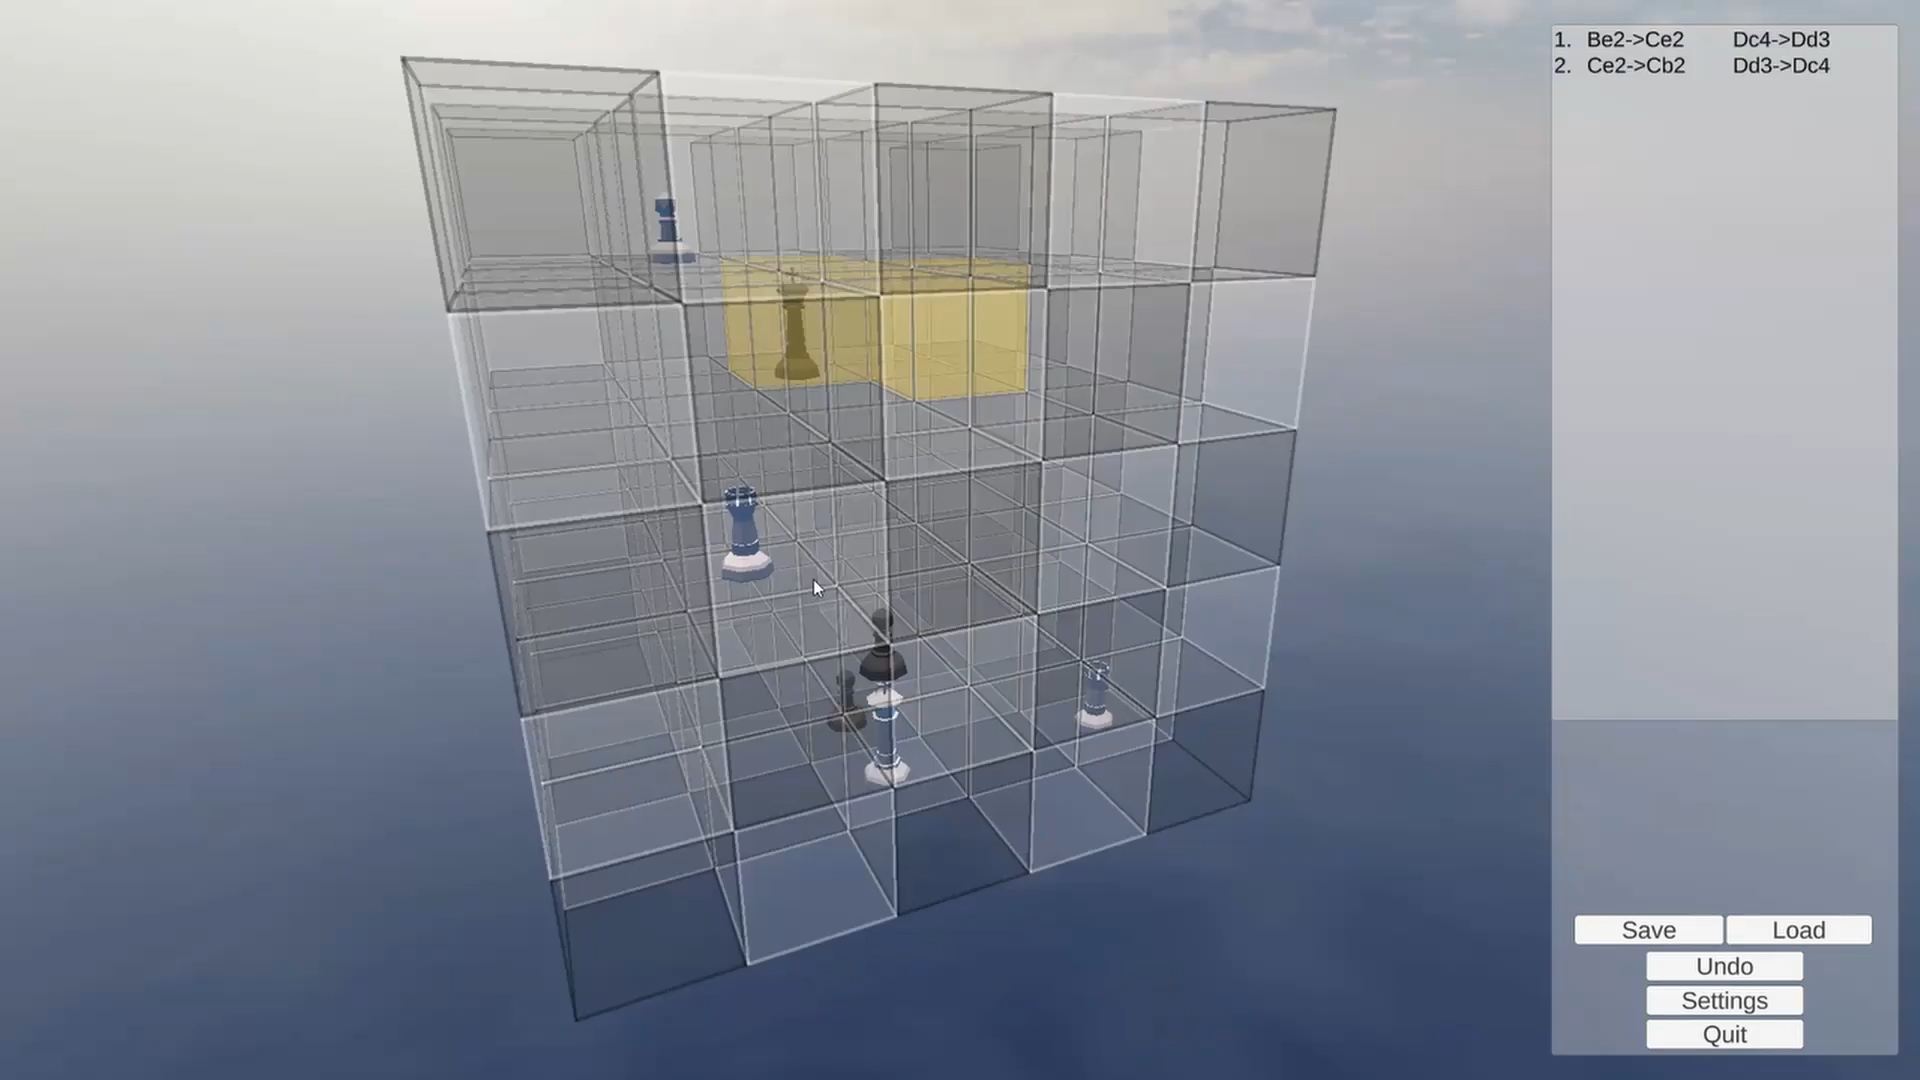 1. Be2->Ce2 Dc4->Dd3
2. Ce2->Cb2 Dd3->Dc4
Save Load
Undo
Settings
Quit